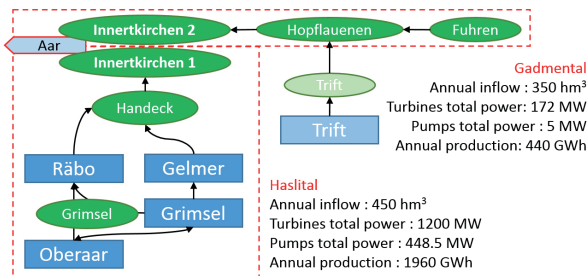 Innertkirchen 2
Hopflauenen
Fuhren
Aar
Innertkirchen 1
Gadmental
Annual inflow : 350 hm³
Turbines total power: 172 MW
Pumps total power : 5 MW
Annual production: 440 GWh
Trift
Handeck
Trift
Räbo
Gelmer
Haslital
Annual inflow : 450 hm³
Turbines total power : 1200 MW
Pumps total power : 448.5 MW
Annual production : 1960 GWh
Grimsel
Grimsel
Oberaar